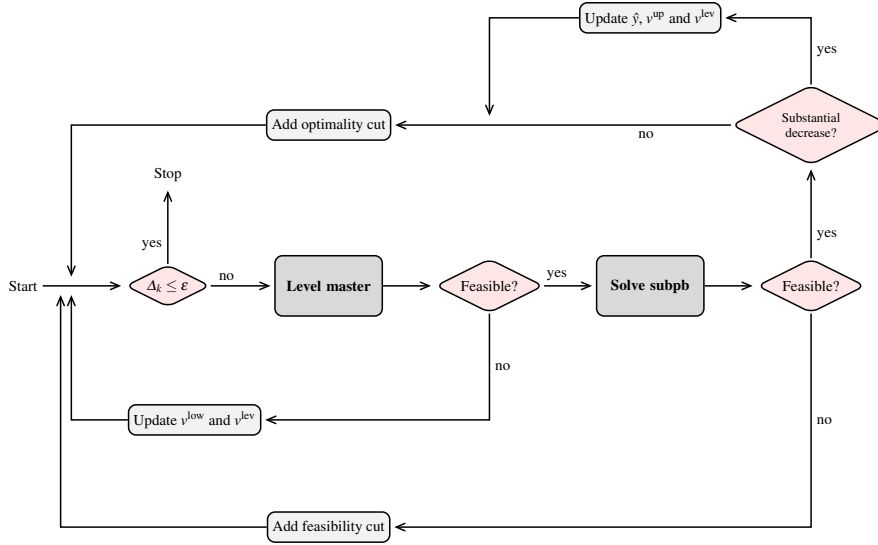 Update ŷ, v^up and v^lev
yes
Add optimality cut
no
Substantial
decrease?
Stop
yes
yes
Start
Δ_k ≤ ε
no
Level master
Feasible?
yes
Solve subpb
Feasible?
no
Update v^low and v^lev
no
Add feasibility cut